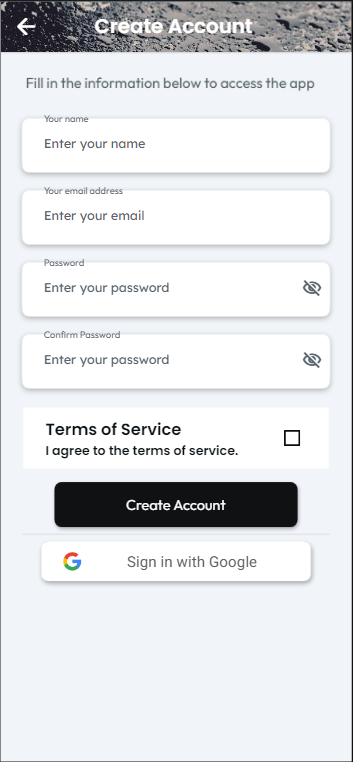 Create Account
Fill in the information below to access the app
Your name
Enter your name
Your email address
Enter your email
Password
Enter your password
Confirm Password
Enter your password
Terms of Service
I agree to the terms of service.
Create Account
Sign in with Google